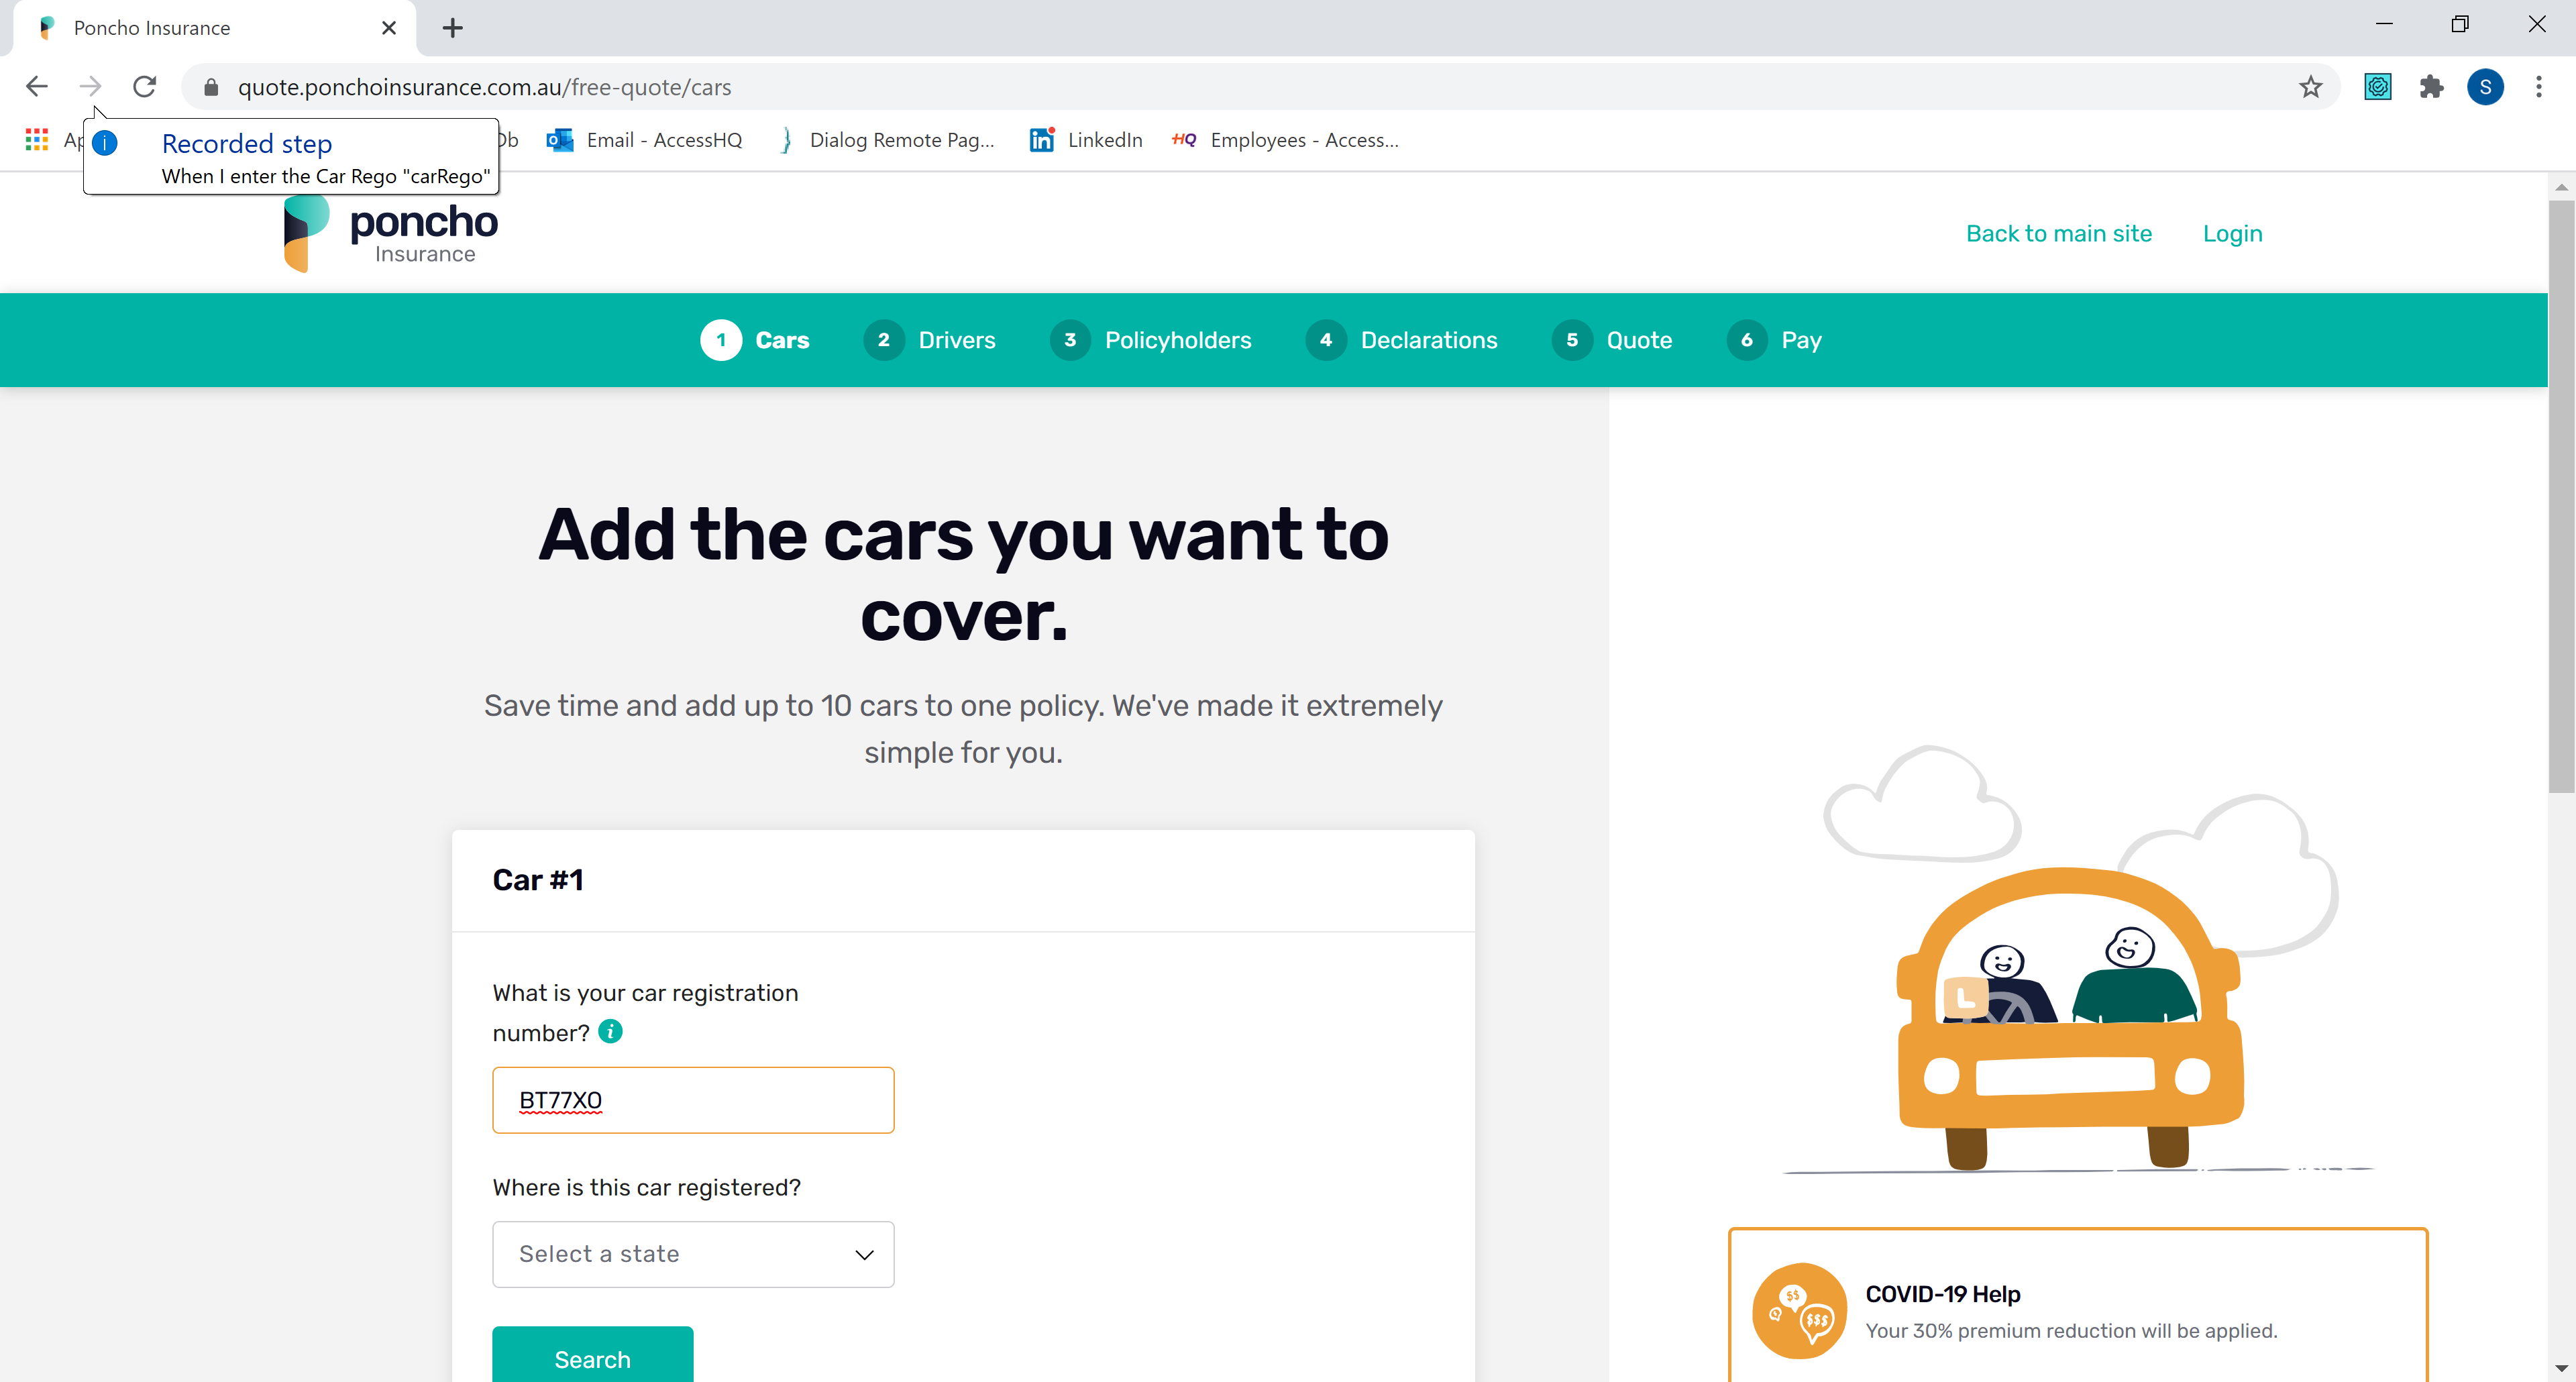 Poncho Insurance
quote.ponchoinsurance.com.au/free-quote/cars
S
Email - AccessHQ
Dialog Remote Pag...
LinkedIn
HQ Employees - Access...
Recorded step
When I enter the Car Rego "carRego"
poncho
Insurance
Back to main site Login
1 Cars 2 Drivers 3 Policyholders 4 Declarations 5 Quote 6 Pay
Add the cars you want to
cover.
Save time and add up to 10 cars to one policy. We've made it extremely
simple for you.
Car #1
What is your car registration
number?
BT77XO
Where is this car registered?
Select a state
Search
L
COVID-19 Help
Your 30% premium reduction will be applied.
$$
$$$